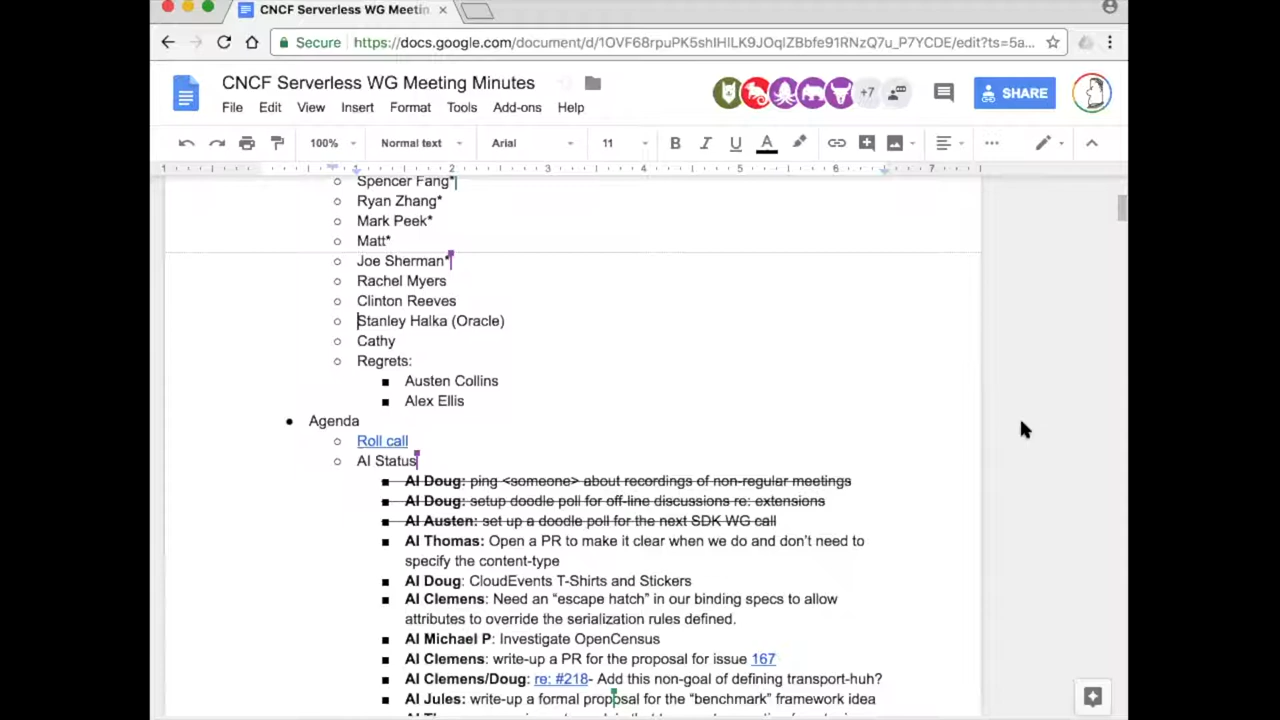 CNCF Serverless WG Meetin
Secure
https://docs.google.com/document/d/1OVF68rpuPK5shIHILK9JOqIZBbfe91RNzQ7u_P7YCDE/edit?ts=5a...
CNCF Serverless WG Meeting Minutes
File Edit View Insert Format Tools Add-ons Help
+7
SHARE
100% Normal text Arial 11 B I U A
1 1 2 3 4 5 6 7
Spencer Fang*
Ryan Zhang*
Mark Peek*
Matt*
Joe Sherman*
Rachel Myers
Clinton Reeves
Stanley Halka (Oracle)
Cathy
Regrets:
Austen Collins
Alex Ellis
Agenda
Roll call
AI Status
AI Doug: ping <someone> about recordings of non-regular meetings
AI Doug: setup doodle poll for off-line discussions re: extensions
AI Austen: set up a doodle poll for the next SDK WG call
AI Thomas: Open a PR to make it clear when we do and don't need to
specify the content-type
AI Doug: CloudEvents T-Shirts and Stickers
AI Clemens: Need an “escape hatch” in our binding specs to allow
attributes to override the serialization rules defined.
AI Michael P: Investigate OpenCensus
AI Clemens: write-up a PR for the proposal for issue 167
AI Clemens/Doug: re: #218- Add this non-goal of defining transport-huh?
AI Jules: write-up a formal proposal for the “benchmark” framework idea